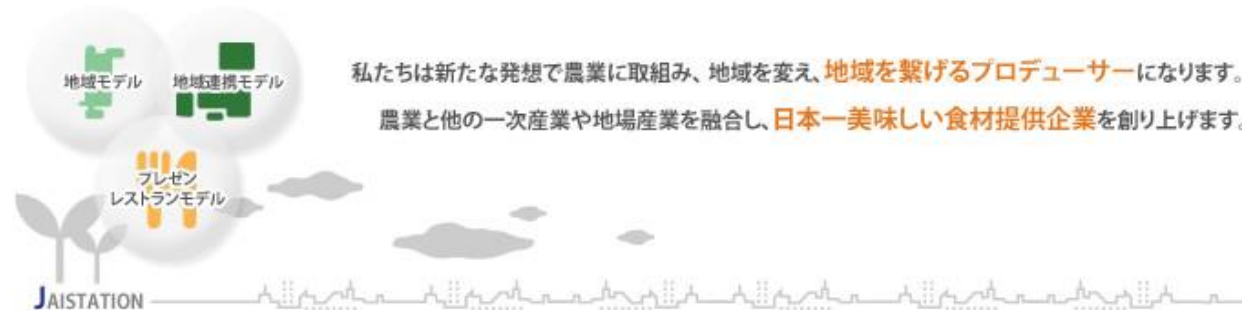 地域モデル
地域連携モデル
私たちは新たな発想で農業に取組み、地域を変え、地域を繋げるプロデューサーになります。
農業と他の一次産業や地場産業を融合し、日本一美味しい食材提供企業を創り上げます。
プレゼン
レストランモデル
JAISTATION